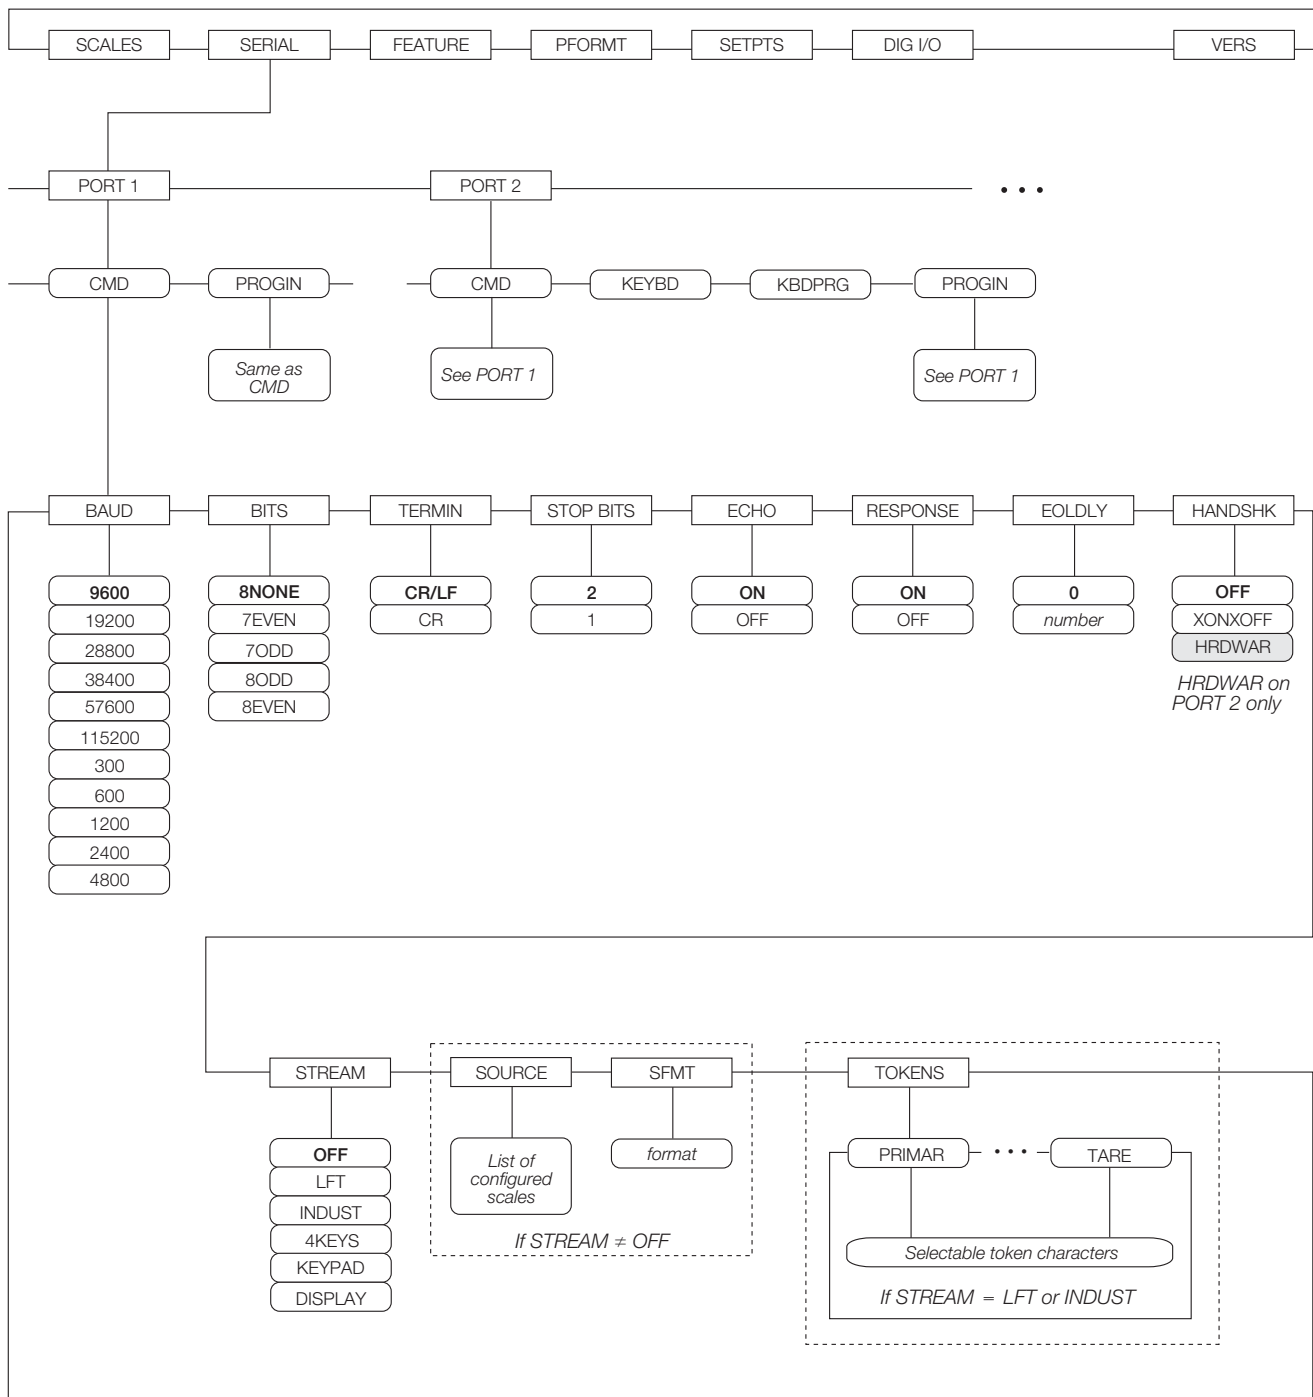 SCALES
SERIAL
FEATURE
PFORMT
SETPTS
DIG I/O
VERS
PORT 1
PORT 2
• • •
CMD
PROGIN
CMD
KEYBD
KBDPRG
PROGIN
Same as
CMD
See PORT 1
See PORT 1
BAUD
BITS
TERMIN
STOP BITS
ECHO
RESPONSE
EOLDLY
HANDSHK
9600
19200
28800
38400
57600
115200
300
600
1200
2400
4800
8NONE
7EVEN
7ODD
8ODD
8EVEN
CR/LF
CR
2
1
ON
OFF
ON
OFF
0
number
OFF
XONXOFF
HRDWAR
HRDWAR on
PORT 2 only
STREAM
SOURCE
SFMT
TOKENS
OFF
LFT
INDUST
4KEYS
KEYPAD
DISPLAY
List of
configured
scales
format
If STREAM ≠ OFF
PRIMAR
• • •
TARE
Selectable token characters
If STREAM = LFT or INDUST